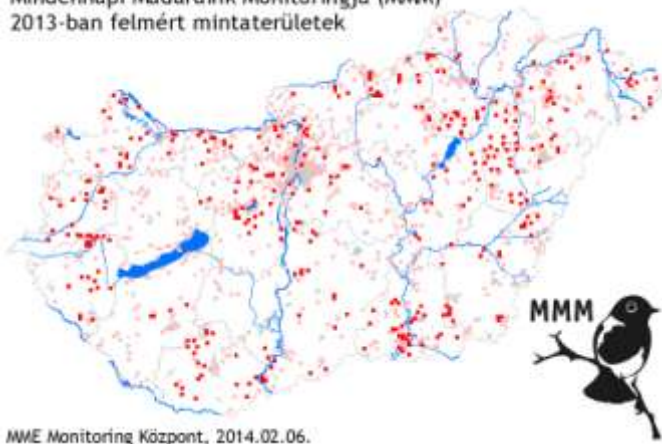 Mindennapi Madaraink Monitoringja (MMM)
2013-ban felmért mintaterületek
MMM
MME Monitoring Központ, 2014.02.06.